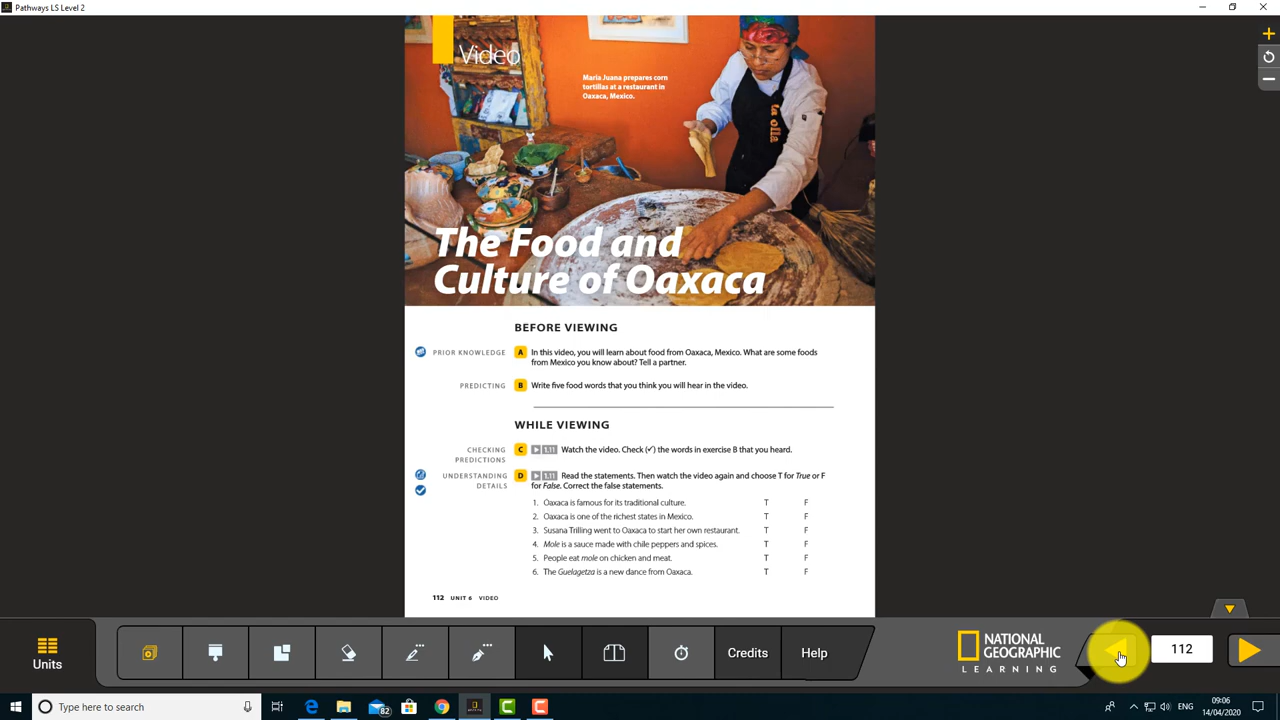 Pathways LS Level 2
Video
Maria Juana prepares corn
tortillas at a restaurant in
Oaxaca, Mexico.
la olla
The Food and
Culture of Oaxaca
BEFORE VIEWING
PRIOR KNOWLEDGE A In this video, you will learn about food from Oaxaca, Mexico. What are some foods
from Mexico you know about? Tell a partner.
PREDICTING B Write five food words that you think you will hear in the video.
WHILE VIEWING
CHECKING PREDICTIONS C 1.11 Watch the video. Check (✓) the words in exercise B that you heard.
UNDERSTANDING DETAILS D 1.11 Read the statements. Then watch the video again and choose T for True or F
for False. Correct the false statements.
1. Oaxaca is famous for its traditional culture. T F
2. Oaxaca is one of the richest states in Mexico. T F
3. Susana Trilling went to Oaxaca to start her own restaurant. T F
4. Mole is a sauce made with chile peppers and spices. T F
5. People eat mole on chicken and meat. T F
6. The Guelagetza is a new dance from Oaxaca. T F
112 UNIT 6 VIDEO
Units
Credits
Help
NATIONAL
GEOGRAPHIC
LEARNING
112
Type here to search
82
ENG
09:06
14/04/2020